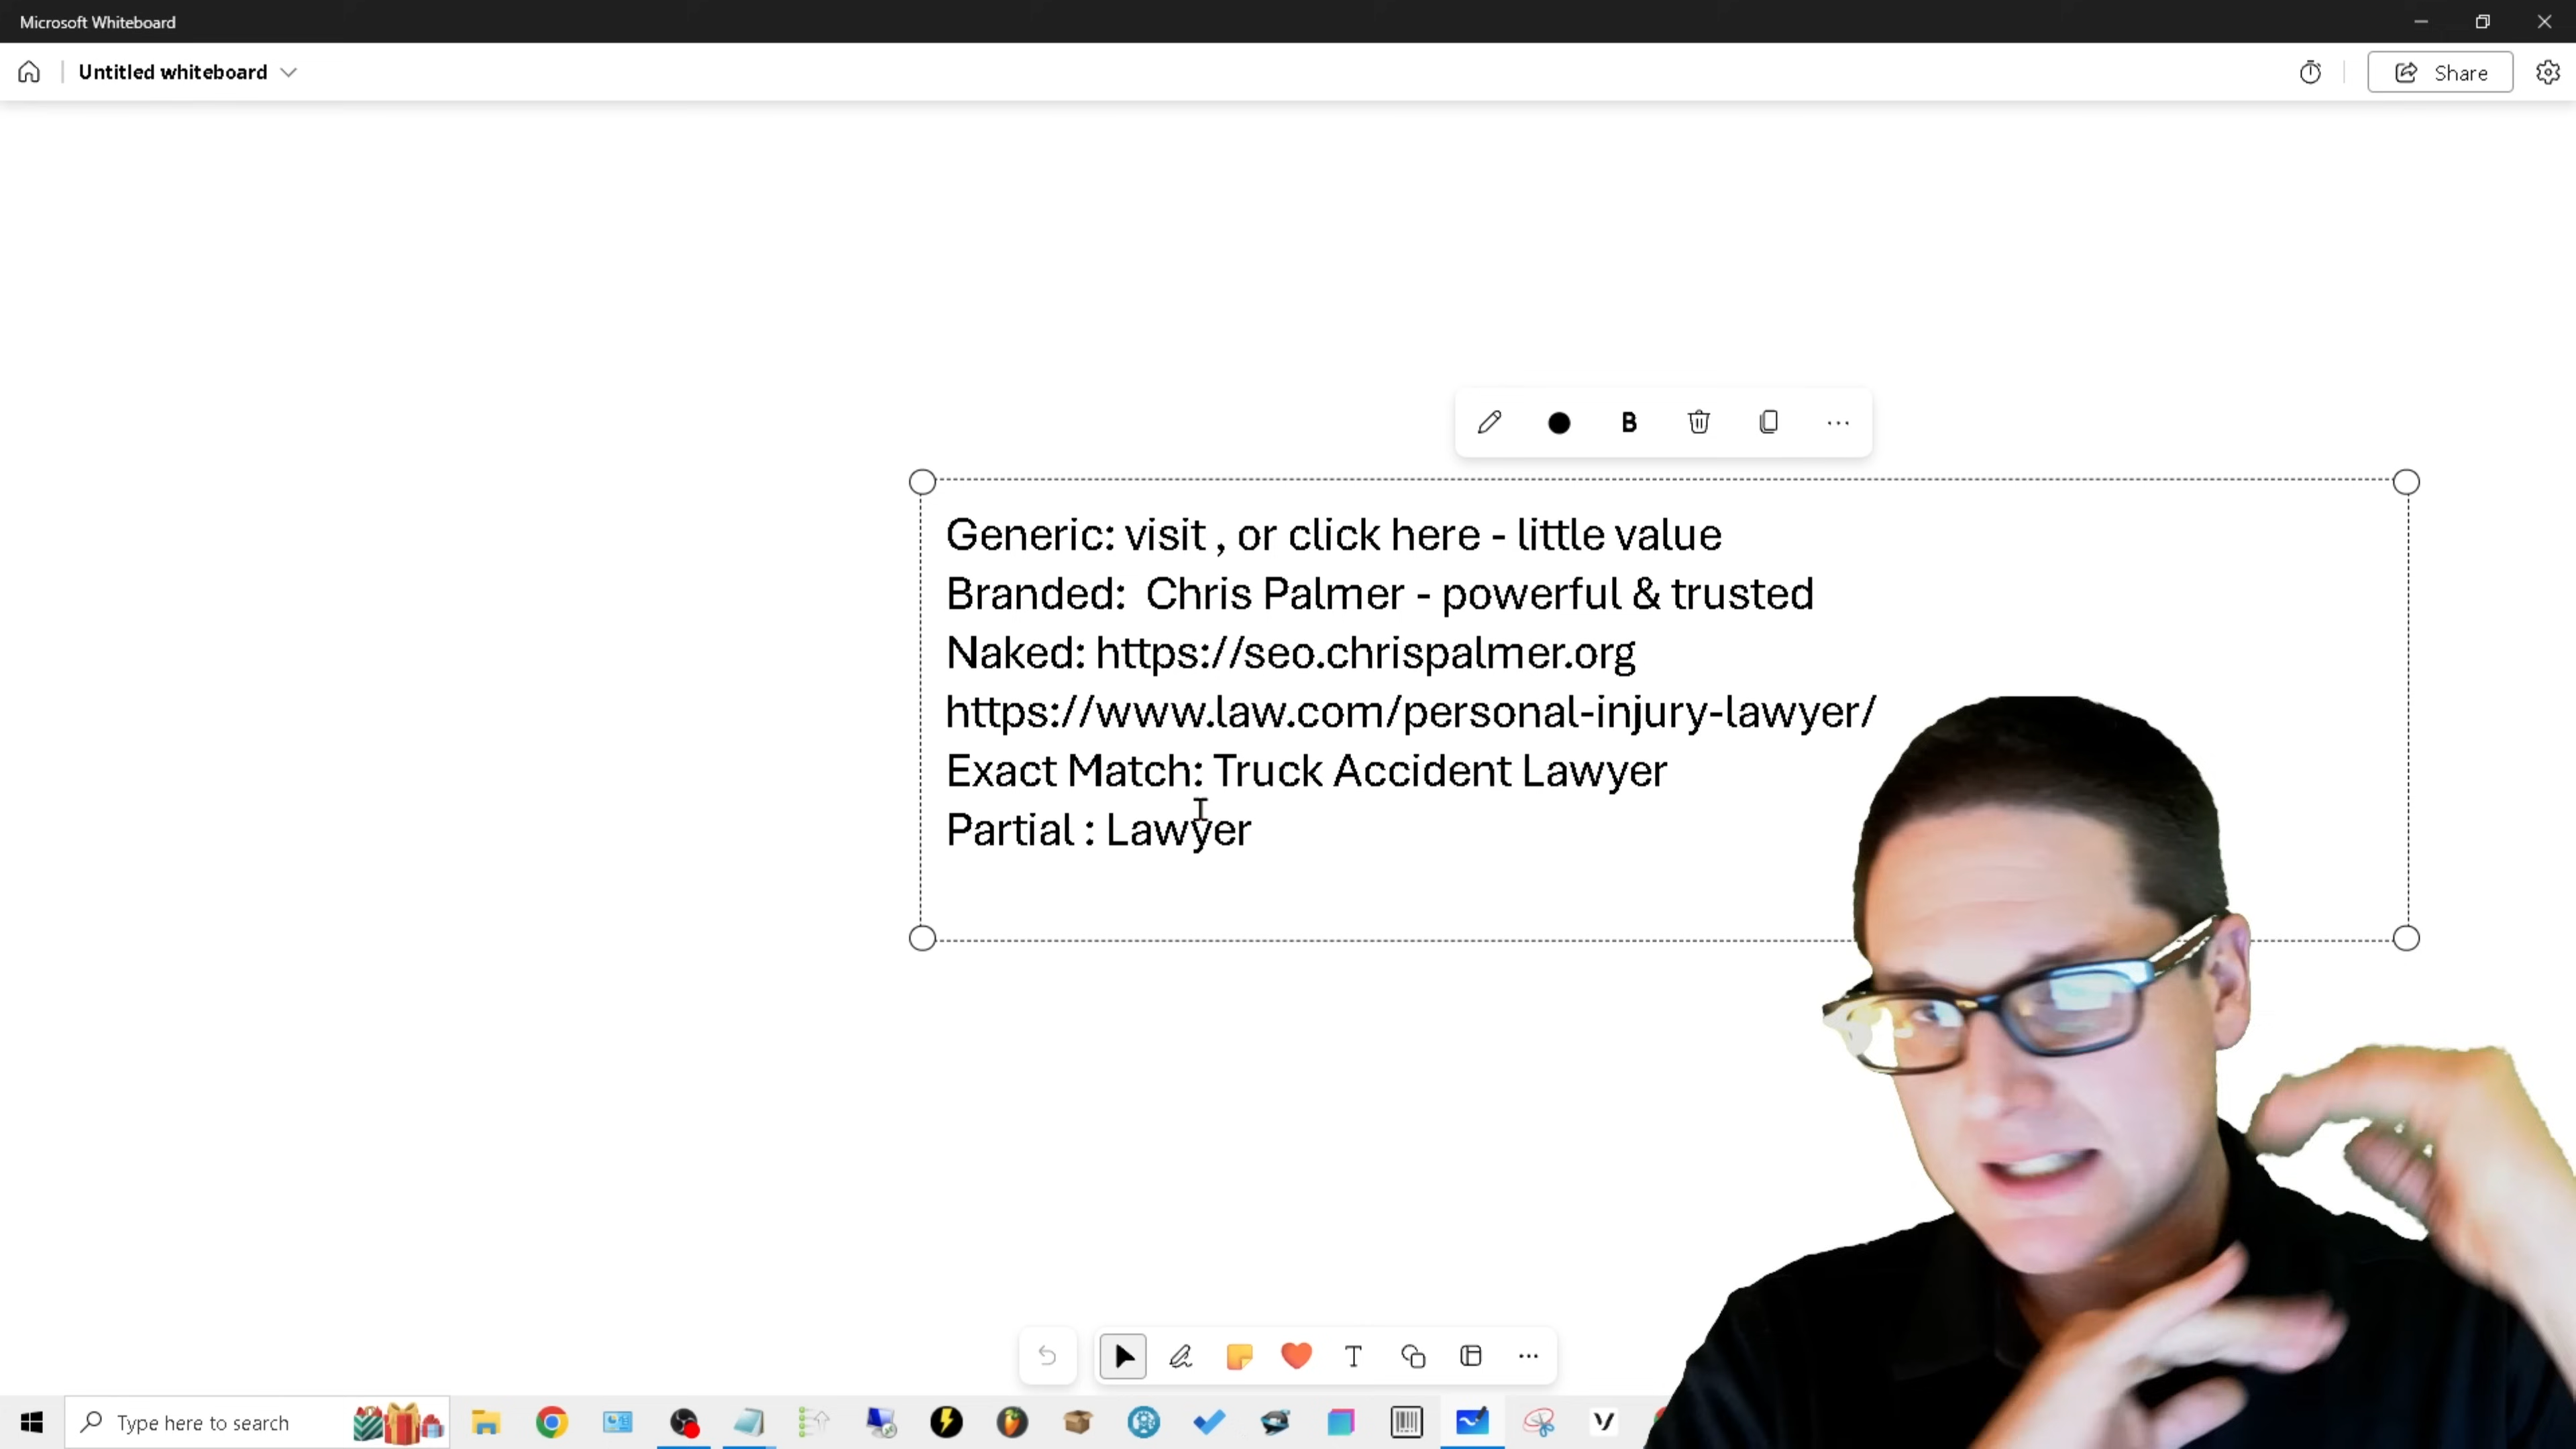 Microsoft Whiteboard
Untitled whiteboard
Share
B
Generic: visit , or click here - little value
Branded:  Chris Palmer - powerful & trusted
Naked: https://seo.chrispalmer.org
https://www.law.com/personal-injury-lawyer/
Exact Match: Truck Accident Lawyer
Partial : Lawyer
T
Type here to search